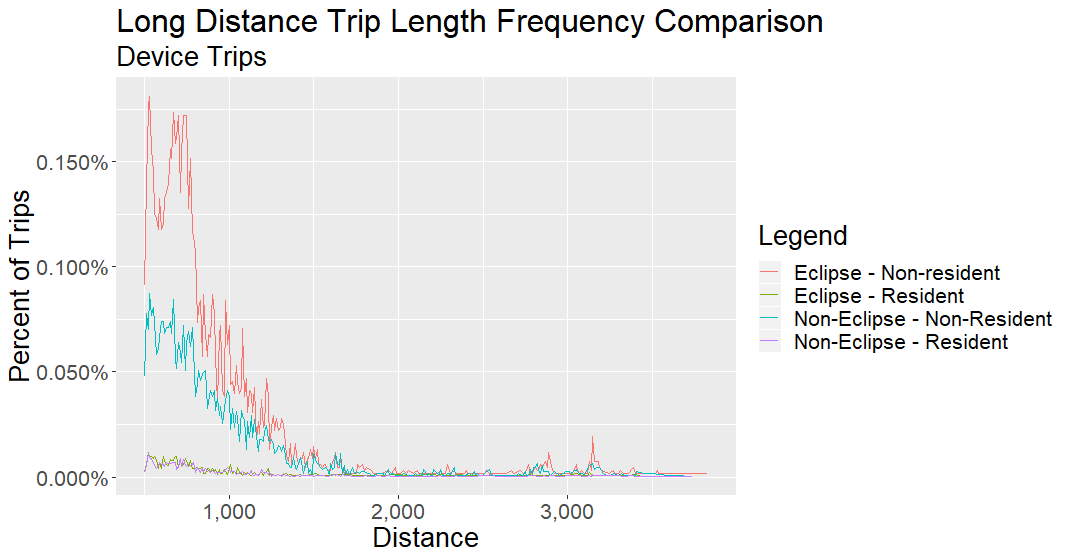 Long Distance Trip Length Frequency Comparison
Device Trips
Percent of Trips
0.150%
0.100%
0.050%
0.000%
1,000
2,000
3,000
Distance
Legend
Eclipse - Non-resident
Eclipse - Resident
Non-Eclipse - Non-Resident
Non-Eclipse - Resident